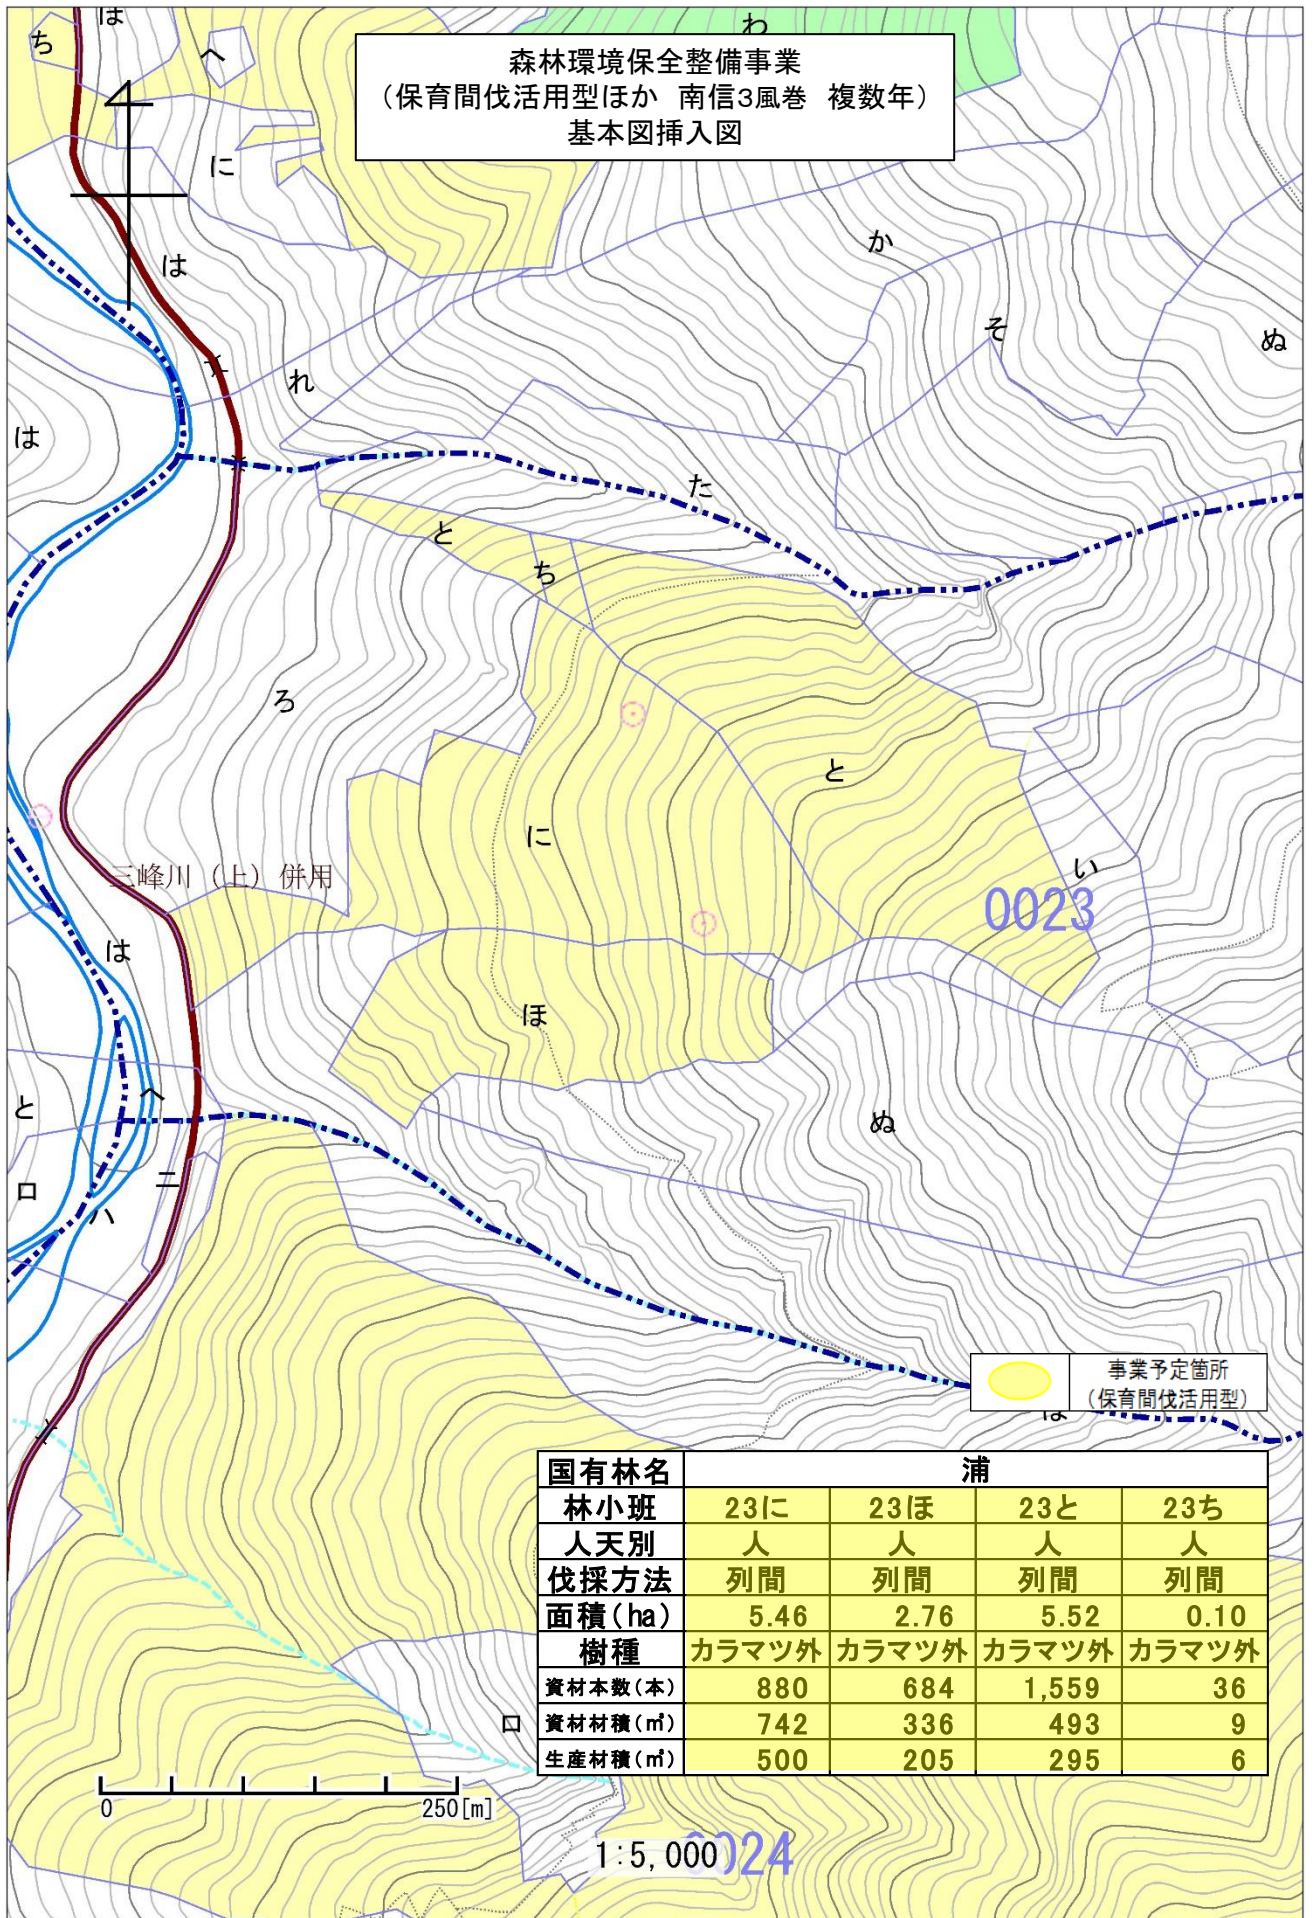 は
ち
へ
わ
森林環境保全整備事業
（保育間伐活用型ほか　南信3風巻　複数年）
基本図挿入図
に
は
か
そ
ぬ
れ
は
た
と
ち
ろ
と
に
い
三峰川（上）併用
0023
は
ほ
と
へ
ぬ
ロ
ニ
ハ
事業予定箇所
（保育間伐活用型）
ほ
国有林名 浦
林小班 23に 23ほ 23と 23ち
人天別 人 人 人 人
伐採方法 列間 列間 列間 列間
面積（ha） 5.46 2.76 5.52 0.10
樹種 カラマツ外 カラマツ外 カラマツ外 カラマツ外
資材本数（本） 880 684 1,559 36
資材材積（㎥） 742 336 493 9
生産材積（㎥） 500 205 295 6
ロ
0 250[m]
1:5,000
0024